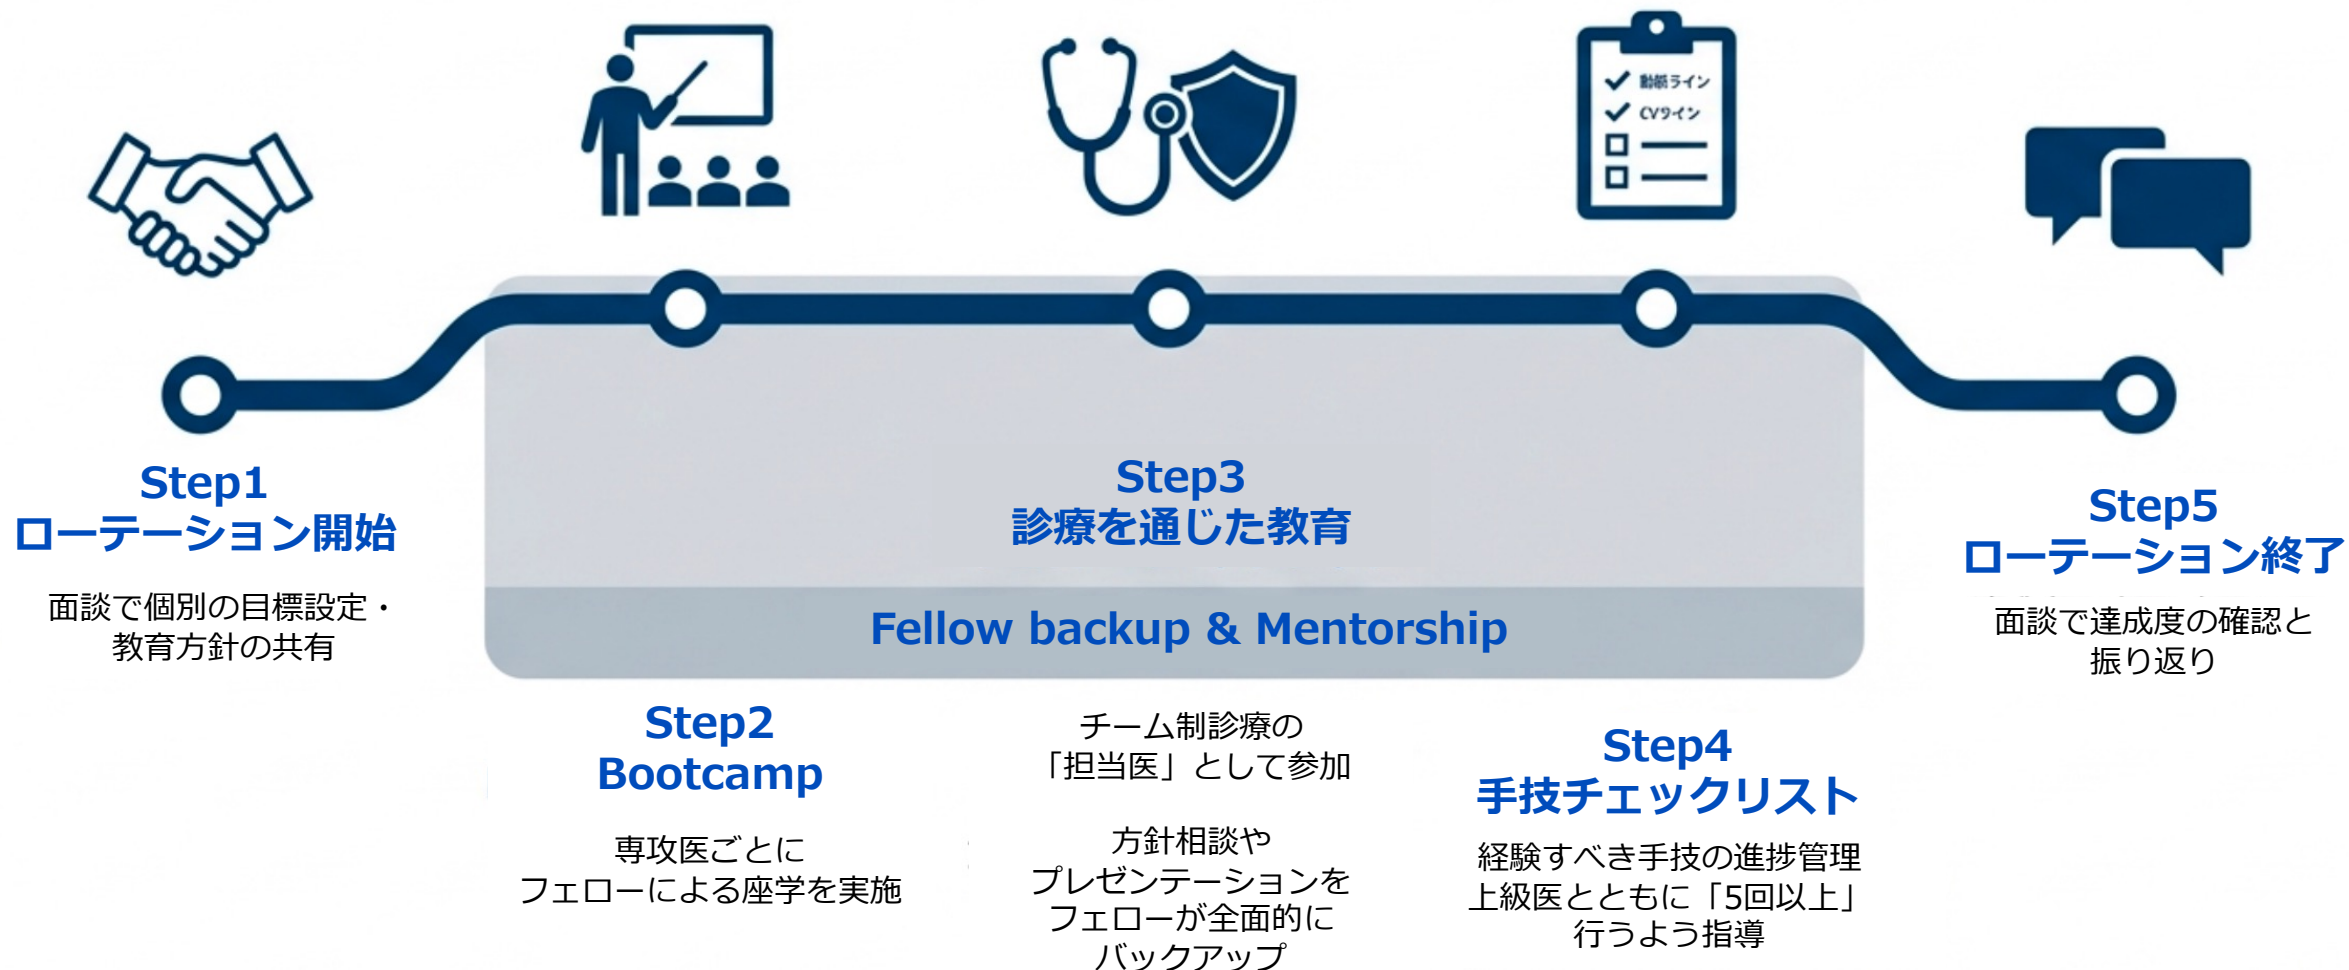 動脈ライン
CVライン
Step1
ローテーション開始
面談で個別の目標設定・
教育方針の共有
Step3
診療を通じた教育
Fellow backup & Mentorship
Step2
Bootcamp
専攻医ごとに
フェローによる座学を実施
チーム制診療の
「担当医」として参加
方針相談や
プレゼンテーションを
フェローが全面的に
バックアップ
Step4
手技チェックリスト
経験すべき手技の進捗管理
上級医とともに「5回以上」
行うよう指導
Step5
ローテーション終了
面談で達成度の確認と
振り返り